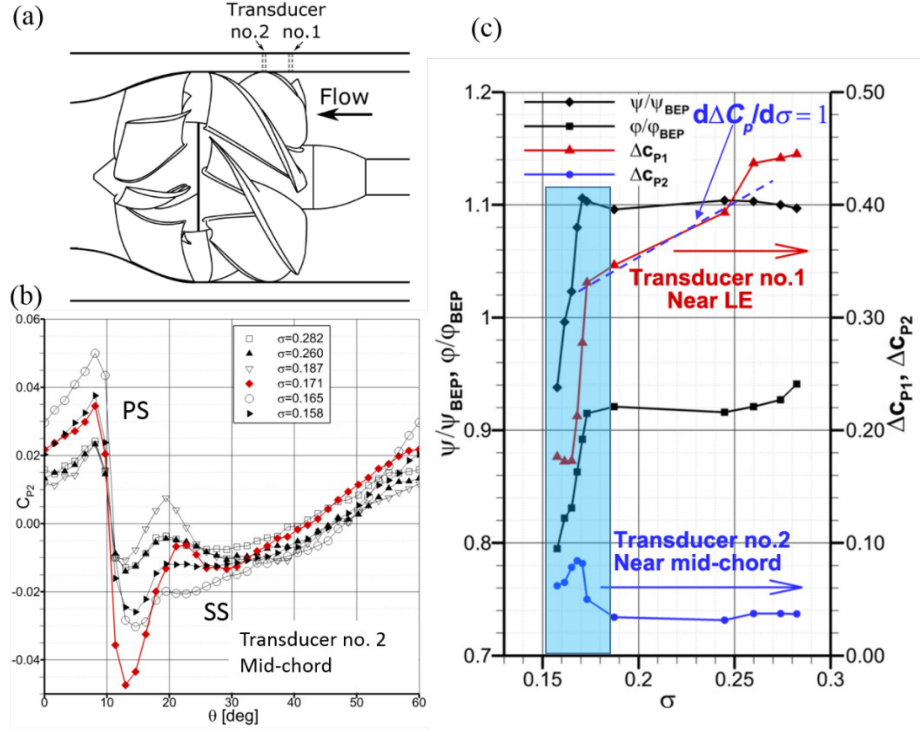 (a)
Transducer
no.2 no.1
Flow
(b)
0.06
0.04
0.02
0.00
-0.02
-0.04
C_P2
PS
SS
σ=0.282
σ=0.260
σ=0.187
σ=0.171
σ=0.165
σ=0.158
Transducer no. 2
Mid-chord
0 10 20 30 40 50 60
θ [deg]
(c)
1.2
1.1
1
0.9
0.8
0.7
ψ/ψ_BEP, φ/φ_BEP
ψ/ψ_BEP
φ/φ_BEP
ΔC_P1
ΔC_P2
dΔC_p/dσ = 1
Transducer no.1
Near LE
Transducer no.2
Near mid-chord
0.50
0.40
0.30
0.20
0.10
0.00
ΔC_P1, ΔC_P2
0.15 0.2 0.25 0.3
σ